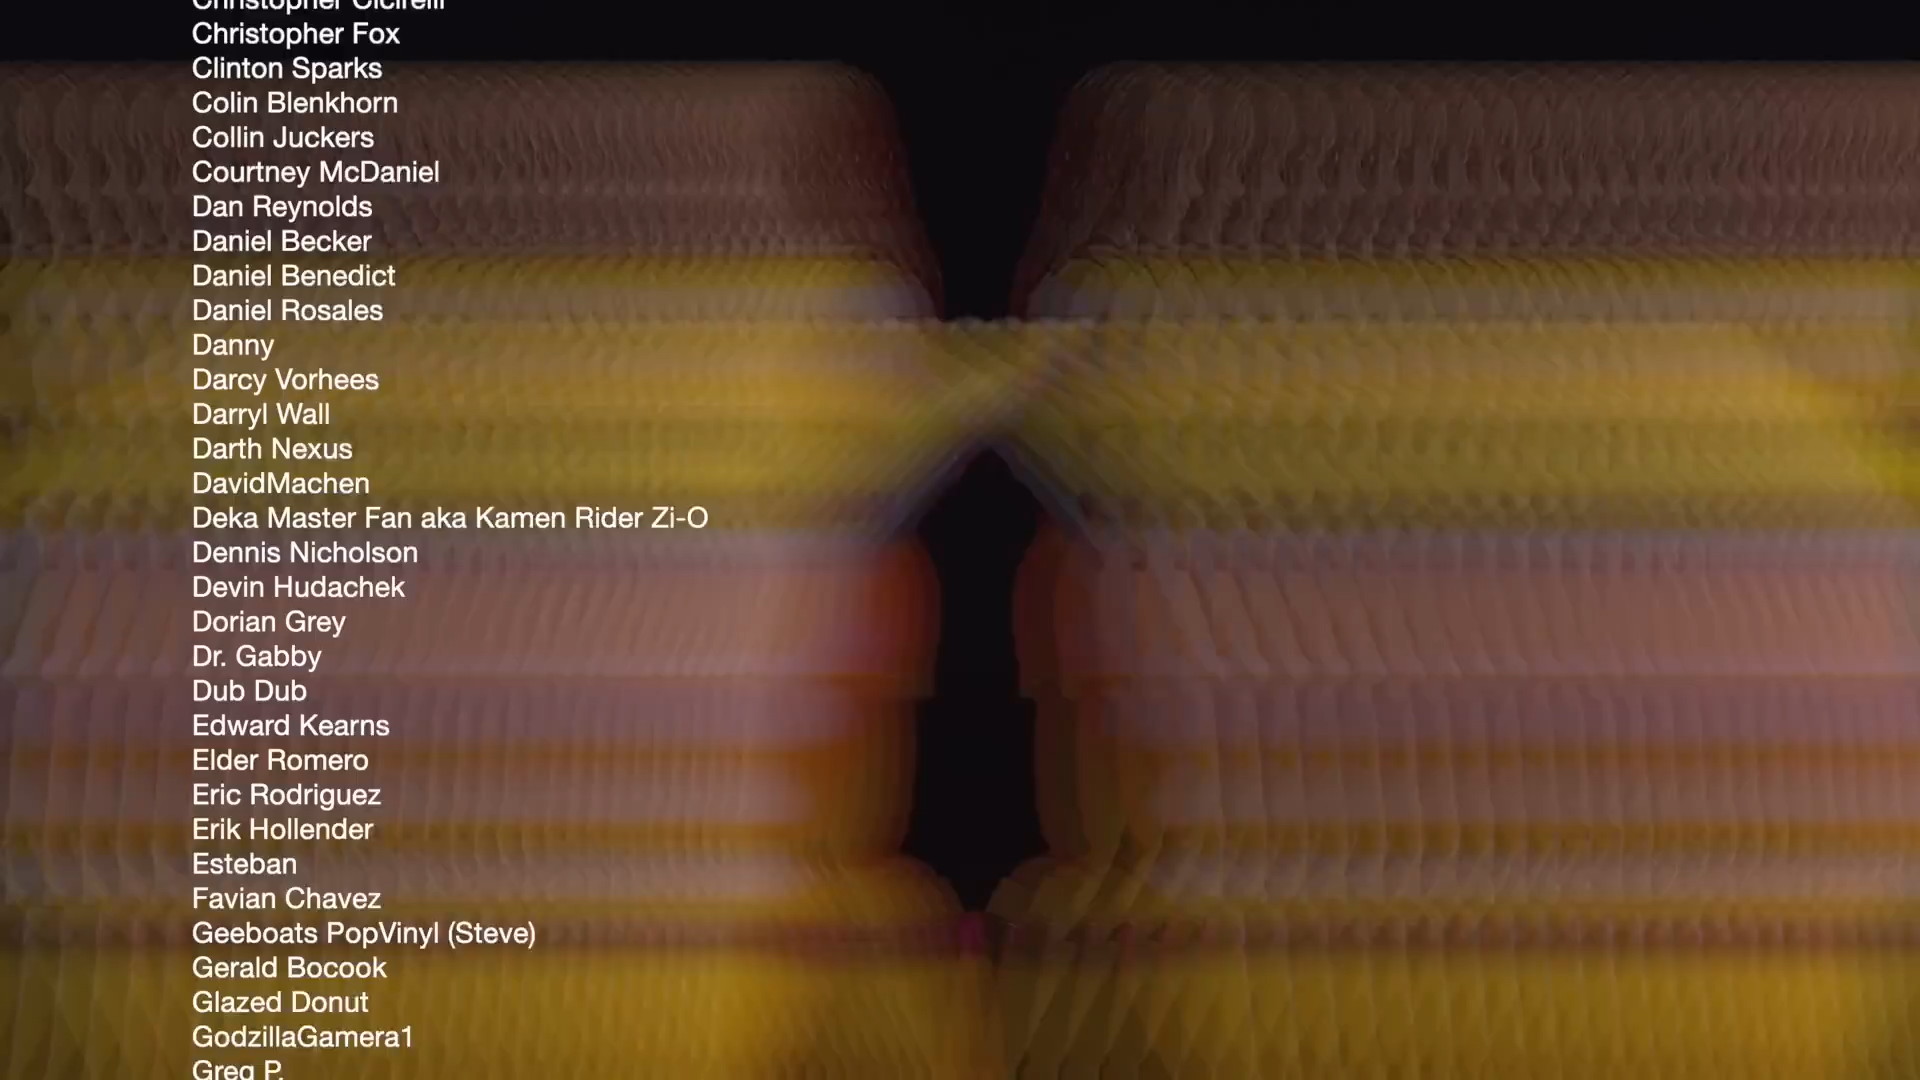 Christopher Cicirelli
Christopher Fox
Clinton Sparks
Colin Blenkhorn
Collin Juckers
Courtney McDaniel
Dan Reynolds
Daniel Becker
Daniel Benedict
Daniel Rosales
Danny
Darcy Vorhees
Darryl Wall
Darth Nexus
DavidMachen
Deka Master Fan aka Kamen Rider Zi-O
Dennis Nicholson
Devin Hudachek
Dorian Grey
Dr. Gabby
Dub Dub
Edward Kearns
Elder Romero
Eric Rodriguez
Erik Hollender
Esteban
Favian Chavez
Geeboats PopVinyl (Steve)
Gerald Bocook
Glazed Donut
GodzillaGamera1
Greg P.